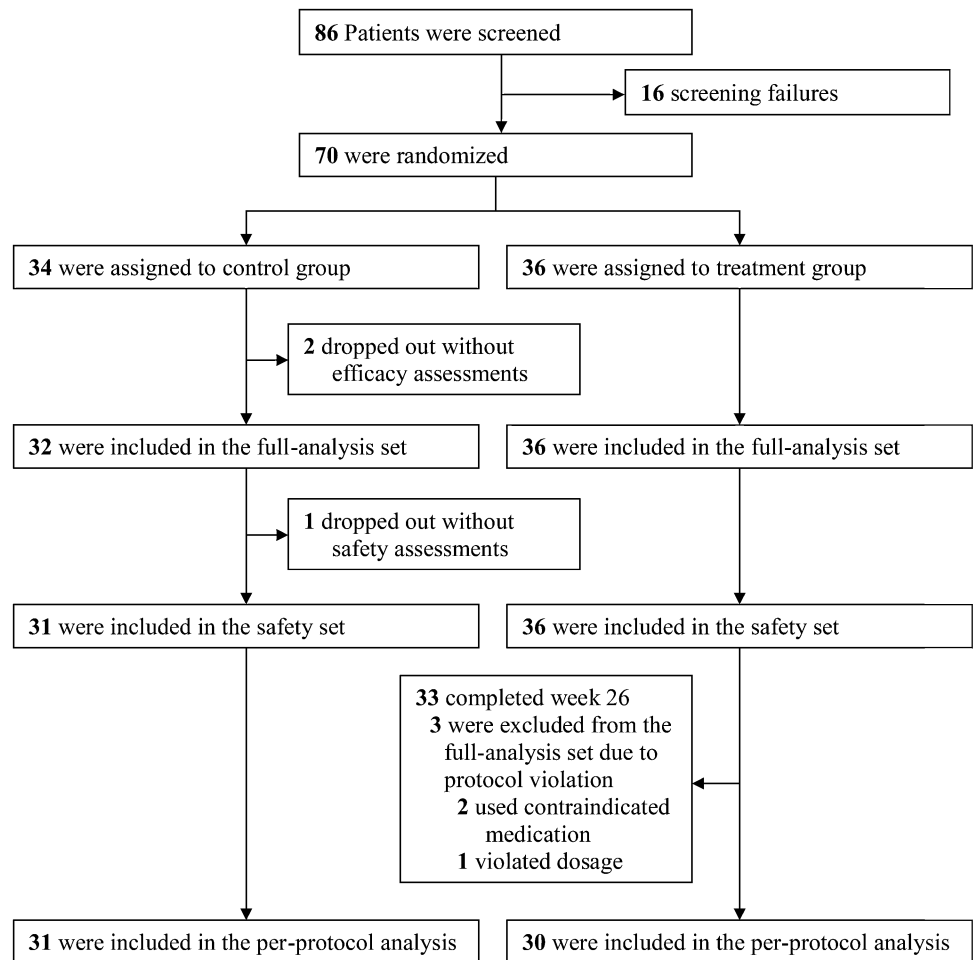 86 Patients were screened
16 screening failures
70 were randomized
34 were assigned to control group
36 were assigned to treatment group
2 dropped out without
efficacy assessments
32 were included in the full-analysis set
36 were included in the full-analysis set
1 dropped out without
safety assessments
31 were included in the safety set
36 were included in the safety set
33 completed week 26
3 were excluded from the
full-analysis set due to
protocol violation
2 used contraindicated
medication
1 violated dosage
31 were included in the per-protocol analysis
30 were included in the per-protocol analysis